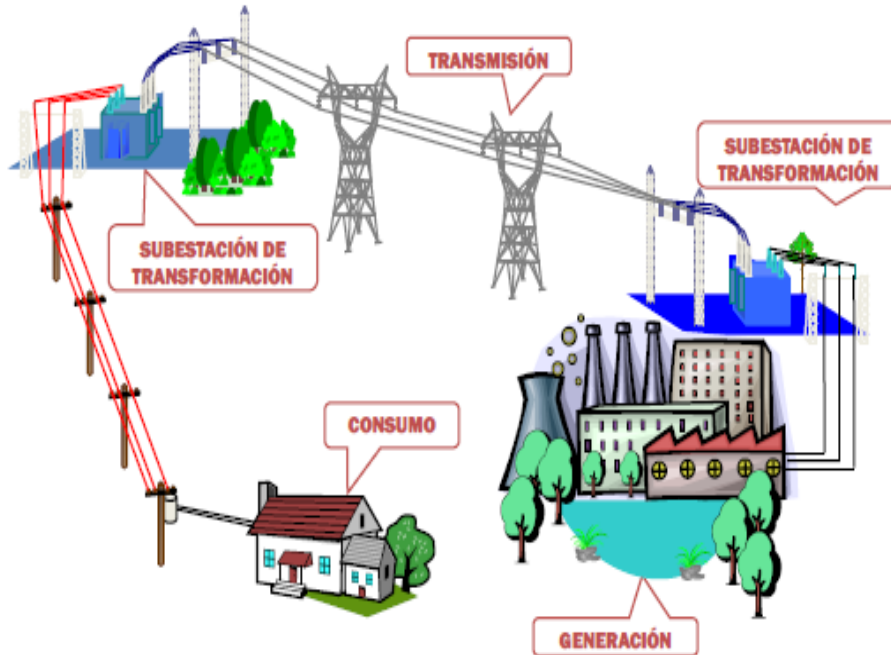 TRANSMISIÓN
SUBESTACIÓN DE
TRANSFORMACIÓN
SUBESTACIÓN DE
TRANSFORMACIÓN
CONSUMO
GENERACIÓN